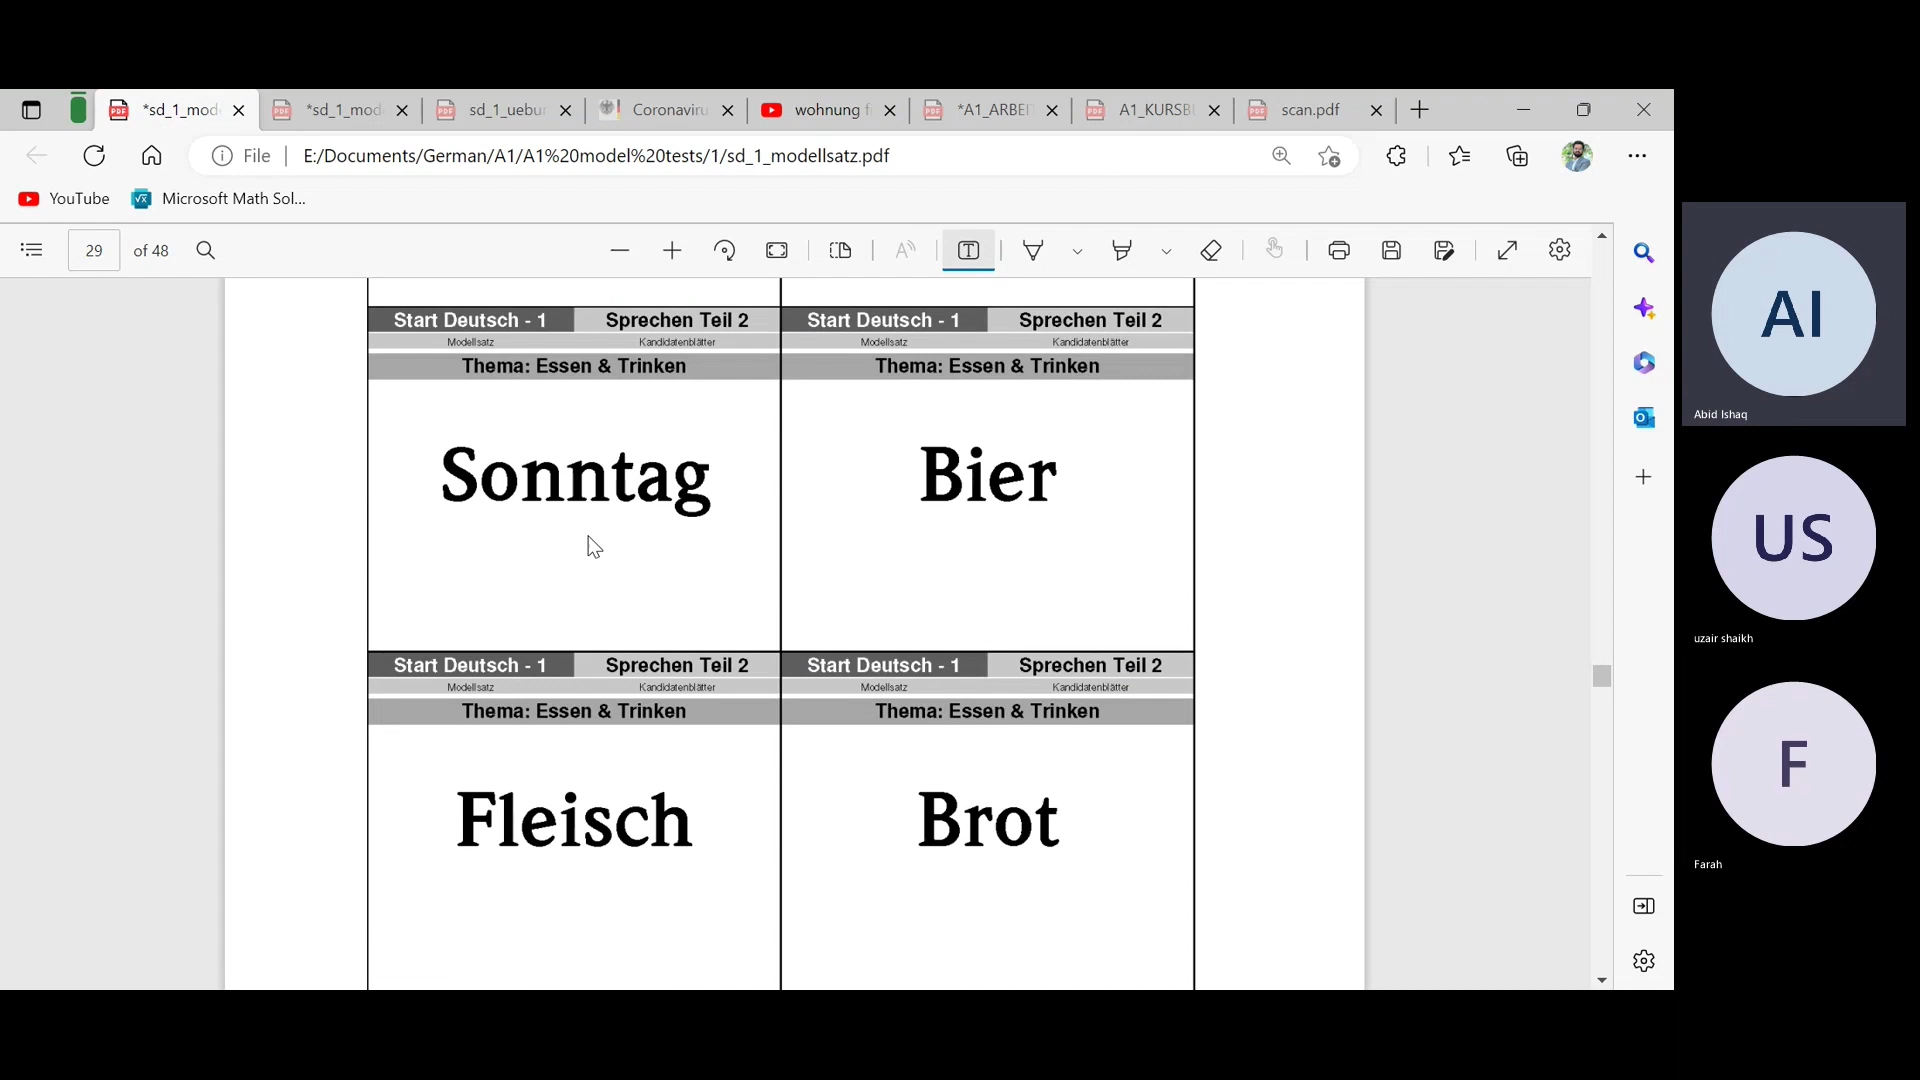 *sd_1_mod
*sd_1_mod
sd_1_uebur
Coronaviru
wohnung f
*A1_ARBEI
A1_KURSB
scan.pdf
File
E:/Documents/German/A1/A1%20model%20tests/1/sd_1_modellsatz.pdf
YouTube
Microsoft Math Sol...
29 of 48
Start Deutsch - 1 Sprechen Teil 2
Modellsatz Kandidatenblätter
Thema: Essen & Trinken
Sonntag
Start Deutsch - 1 Sprechen Teil 2
Modellsatz Kandidatenblätter
Thema: Essen & Trinken
Bier
Start Deutsch - 1 Sprechen Teil 2
Modellsatz Kandidatenblätter
Thema: Essen & Trinken
Fleisch
Start Deutsch - 1 Sprechen Teil 2
Modellsatz Kandidatenblätter
Thema: Essen & Trinken
Brot
AI
Abid Ishaq
US
uzair shaikh
F
Farah